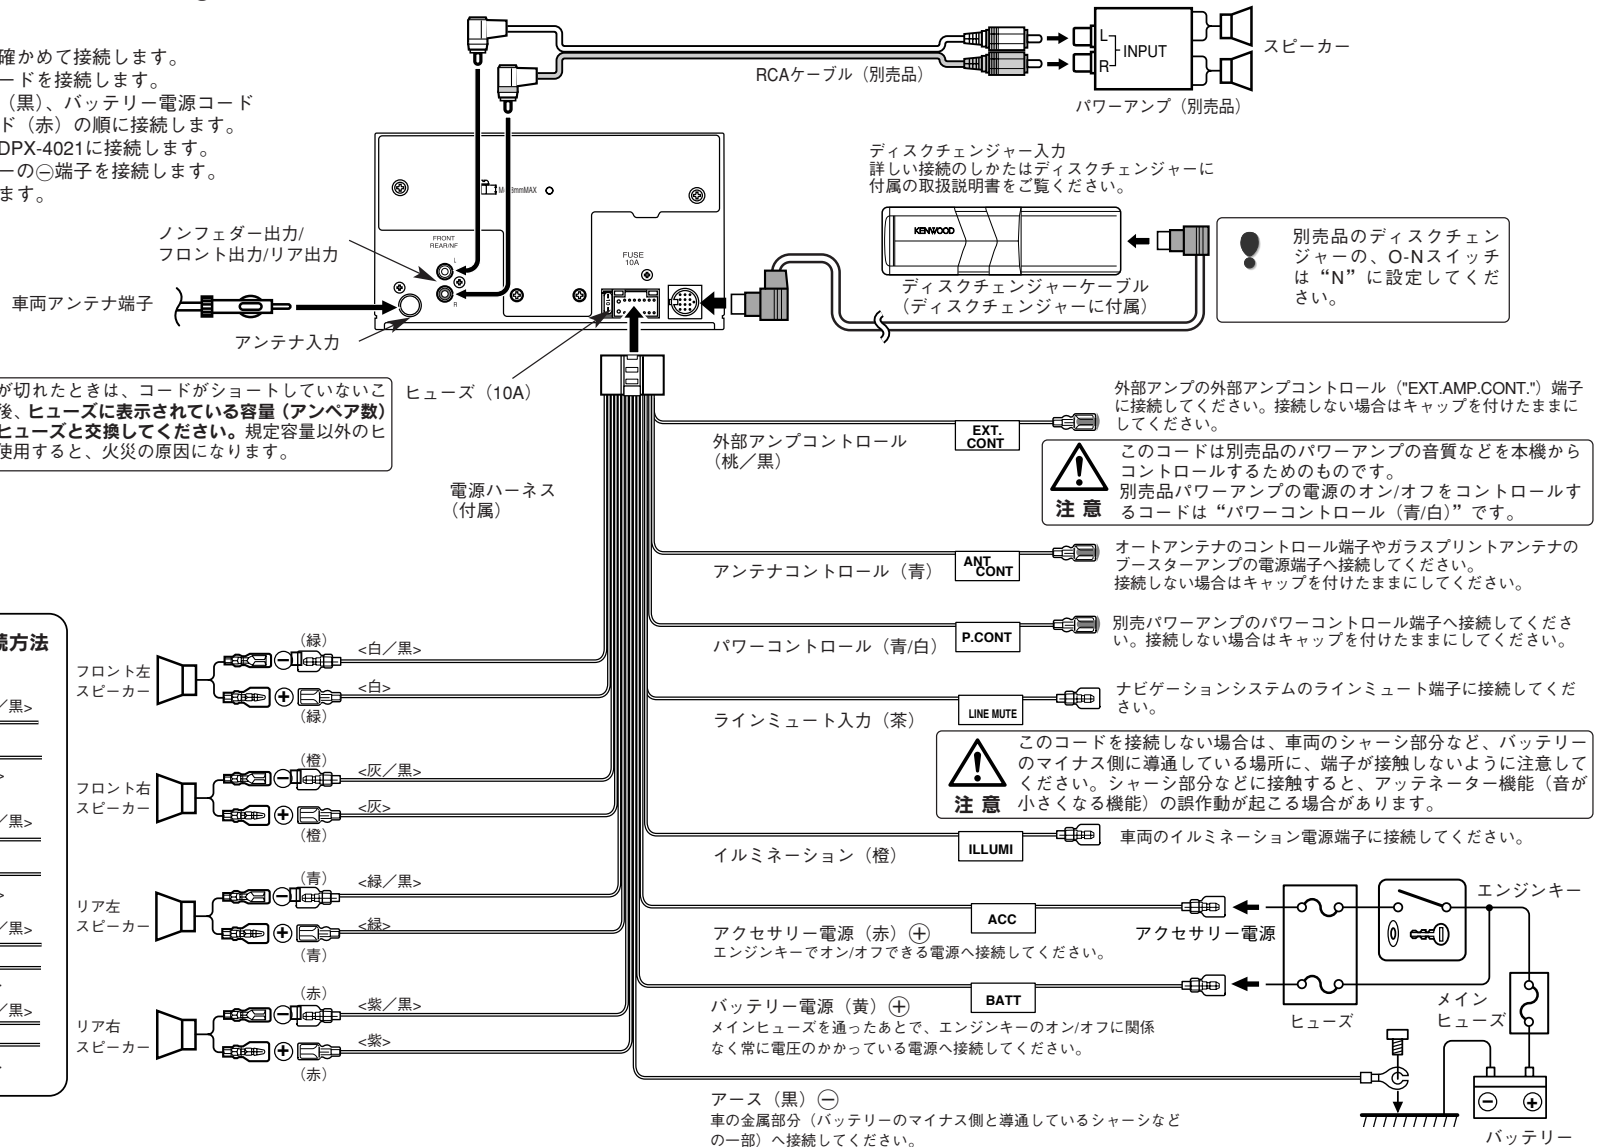 確かめて接続します。
ードを接続します。
（黒）、バッテリー電源コード
ド（赤）の順に接続します。
DPX-4021に接続します。
ーの⊖端子を接続します。
ます。
RCAケーブル（別売品）
L
R
INPUT
スピーカー
パワーアンプ（別売品）
FRONT
REAR/NF
L
R
FUSE
10A
ノンフェダー出力/
フロント出力/リア出力
車両アンテナ端子
アンテナ入力
ディスクチェンジャー入力
詳しい接続のしかたはディスクチェンジャーに
付属の取扱説明書をご覧ください。
KENWOOD
ディスクチェンジャーケーブル
（ディスクチェンジャーに付属）
別売品のディスクチェン
ジャーの、O-Nスイッチ
は“N”に設定してくだ
さい。
が切れたときは、コードがショートしていないこ
後、ヒューズに表示されている容量（アンペア数）
ヒューズと交換してください。規定容量以外のヒ
使用すると、火災の原因になります。
ヒューズ（10A）
電源ハーネス
（付属）
外部アンプコントロール
（桃／黒）
EXT.
CONT
外部アンプの外部アンプコントロール（"EXT.AMP.CONT."）端子
に接続してください。接続しない場合はキャップを付けたままに
してください。
注 意
このコードは別売品のパワーアンプの音質などを本機から
コントロールするためのものです。
別売品パワーアンプの電源のオン/オフをコントロールす
るコードは“パワーコントロール（青/白）”です。
アンテナコントロール（青）
ANT
CONT
オートアンテナのコントロール端子やガラスプリントアンテナの
ブースターアンプの電源端子へ接続してください。
接続しない場合はキャップを付けたままにしてください。
パワーコントロール（青/白）
P.CONT
別売パワーアンプのパワーコントロール端子へ接続してくださ
い。接続しない場合はキャップを付けたままにしてください。
ラインミュート入力（茶）
LINE MUTE
ナビゲーションシステムのラインミュート端子に接続してくだ
さい。
注 意
このコードを接続しない場合は、車両のシャーシ部分など、バッテリー
のマイナス側に導通している場所に、端子が接触しないように注意して
ください。シャーシ部分などに接触すると、アッテネーター機能（音が
小さくなる機能）の誤作動が起こる場合があります。
イルミネーション（橙）
ILLUMI
車両のイルミネーション電源端子に接続してください。
アクセサリー電源（赤）⊕
エンジンキーでオン/オフできる電源へ接続してください。
ACC
アクセサリー電源
エンジンキー
バッテリー電源（黄）⊕
メインヒューズを通ったあとで、エンジンキーのオン/オフに関係
なく常に電圧のかかっている電源へ接続してください。
BATT
ヒューズ
メイン
ヒューズ
アース（黒）⊖
車の金属部分（バッテリーのマイナス側と導通しているシャーシなど
の一部）へ接続してください。
⊖ ⊕
バッテリー
続方法
／黒>
>
／黒>
>
／黒>
／黒>
フロント左
スピーカー
（緑）
⊖
<白／黒>
⊕
<白>
（緑）
フロント右
スピーカー
（橙）
⊖
<灰／黒>
⊕
<灰>
（橙）
リア左
スピーカー
（青）
⊖
<緑／黒>
⊕
<緑>
（青）
リア右
スピーカー
（赤）
⊖
<紫／黒>
⊕
<紫>
（赤）